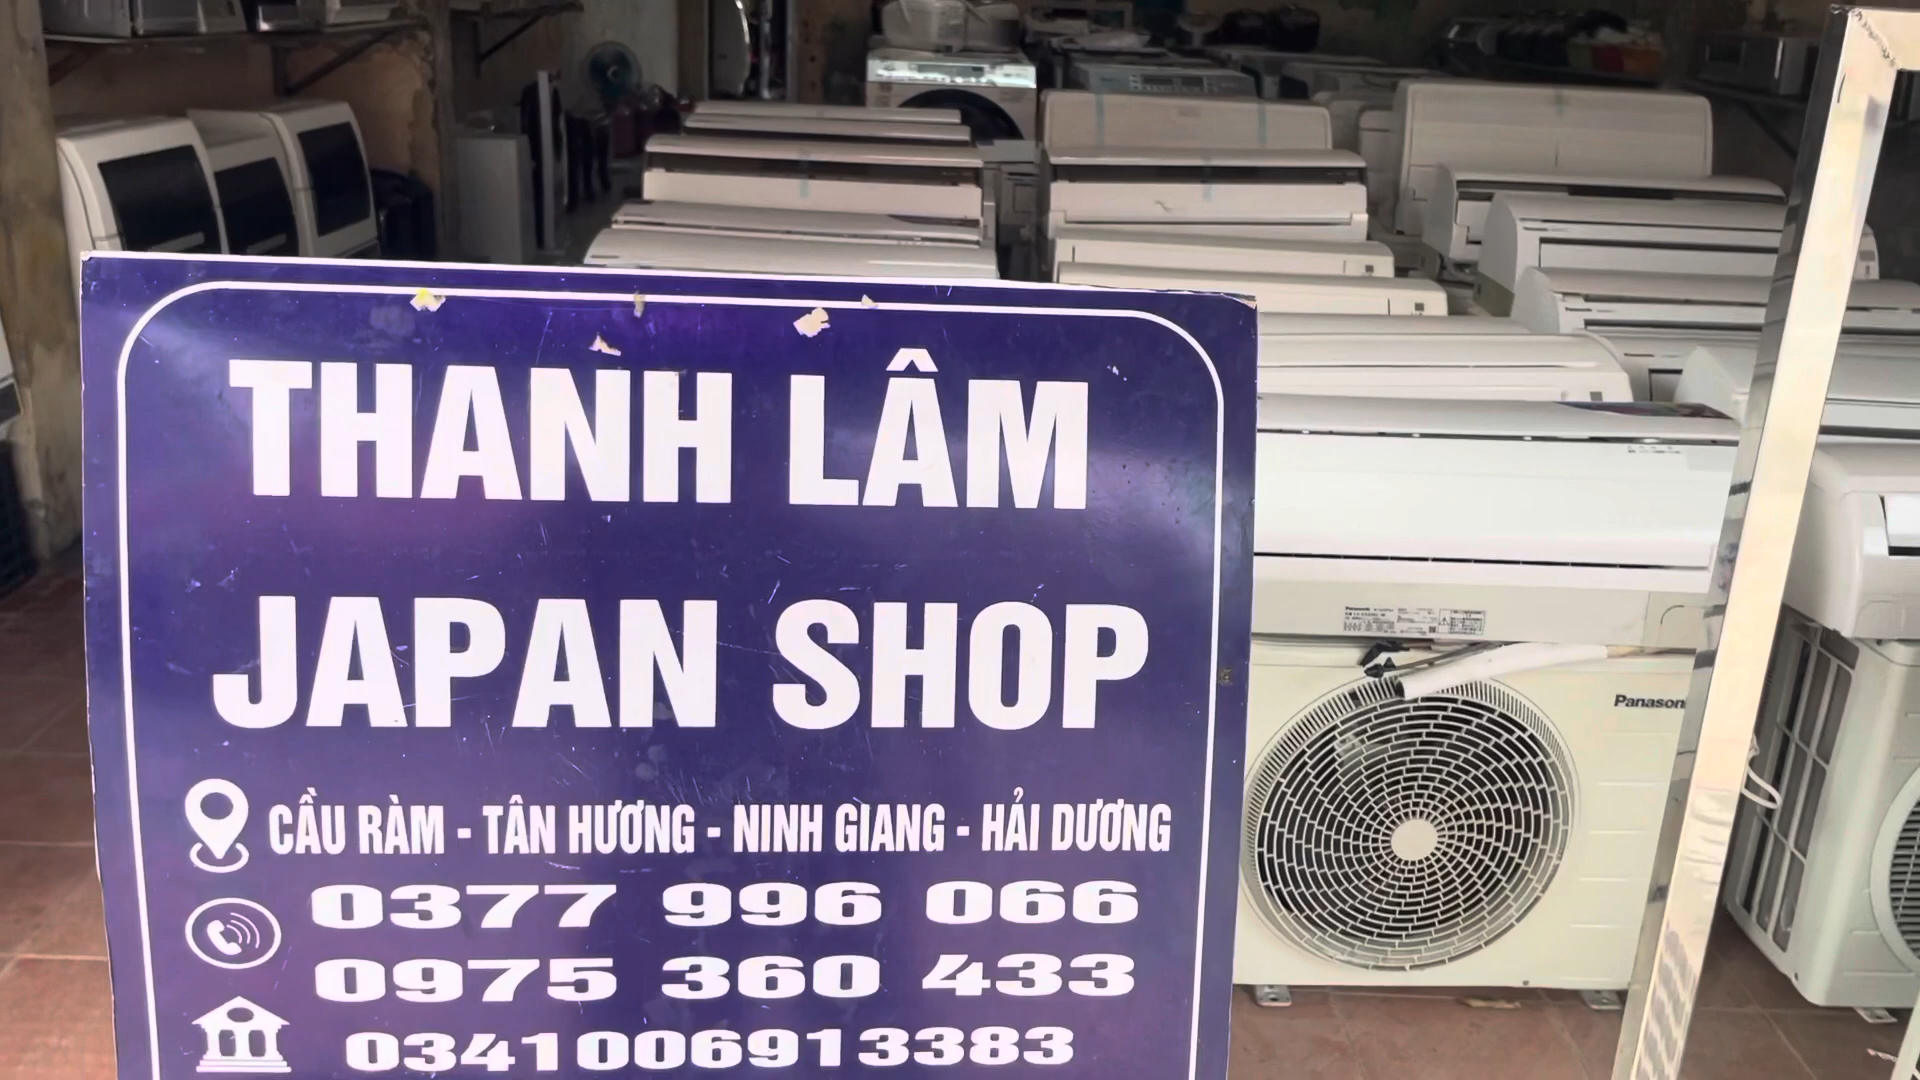 THANH LÂM
JAPAN SHOP
CẦU RÀM - TÂN HƯƠNG - NINH GIANG - HẢI DƯƠNG
0377 996 066
0975 360 433
0341006913383
Panasonic
Panason